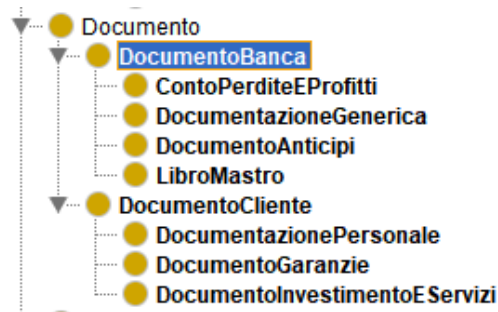 Documento
DocumentoBanca
ContoPerditeEProfitti
DocumentazioneGenerica
DocumentoAnticipi
LibroMastro
DocumentoCliente
DocumentazionePersonale
DocumentoGaranzie
DocumentoInvestimentoEServizi